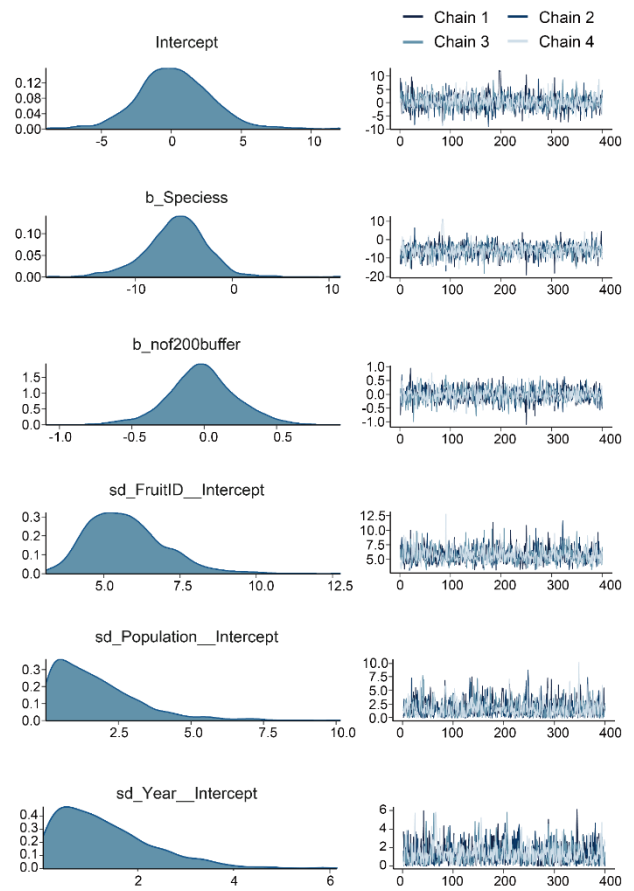 Chain 1 Chain 2
Chain 3 Chain 4
Intercept
0.12
0.08
0.04
0.00
-5 0 5 10
10
5
0
-5
-10
0 100 200 300 400
b_Speciess
0.10
0.05
0.00
-10 0 10
10
0
-10
-20
0 100 200 300 400
b_nof200buffer
1.5
1.0
0.5
0.0
-1.0 -0.5 0.0 0.5
1.0
0.5
0.0
-0.5
-1.0
0 100 200 300 400
sd_FruitID__Intercept
0.3
0.2
0.1
0.0
5.0 7.5 10.0 12.5
12.5
10.0
7.5
5.0
0 100 200 300 400
sd_Population__Intercept
0.3
0.2
0.1
0.0
2.5 5.0 7.5 10.0
10.0
7.5
5.0
2.5
0.0
0 100 200 300 400
sd_Year__Intercept
0.4
0.3
0.2
0.1
0.0
2 4 6
6
4
2
0
0 100 200 300 400